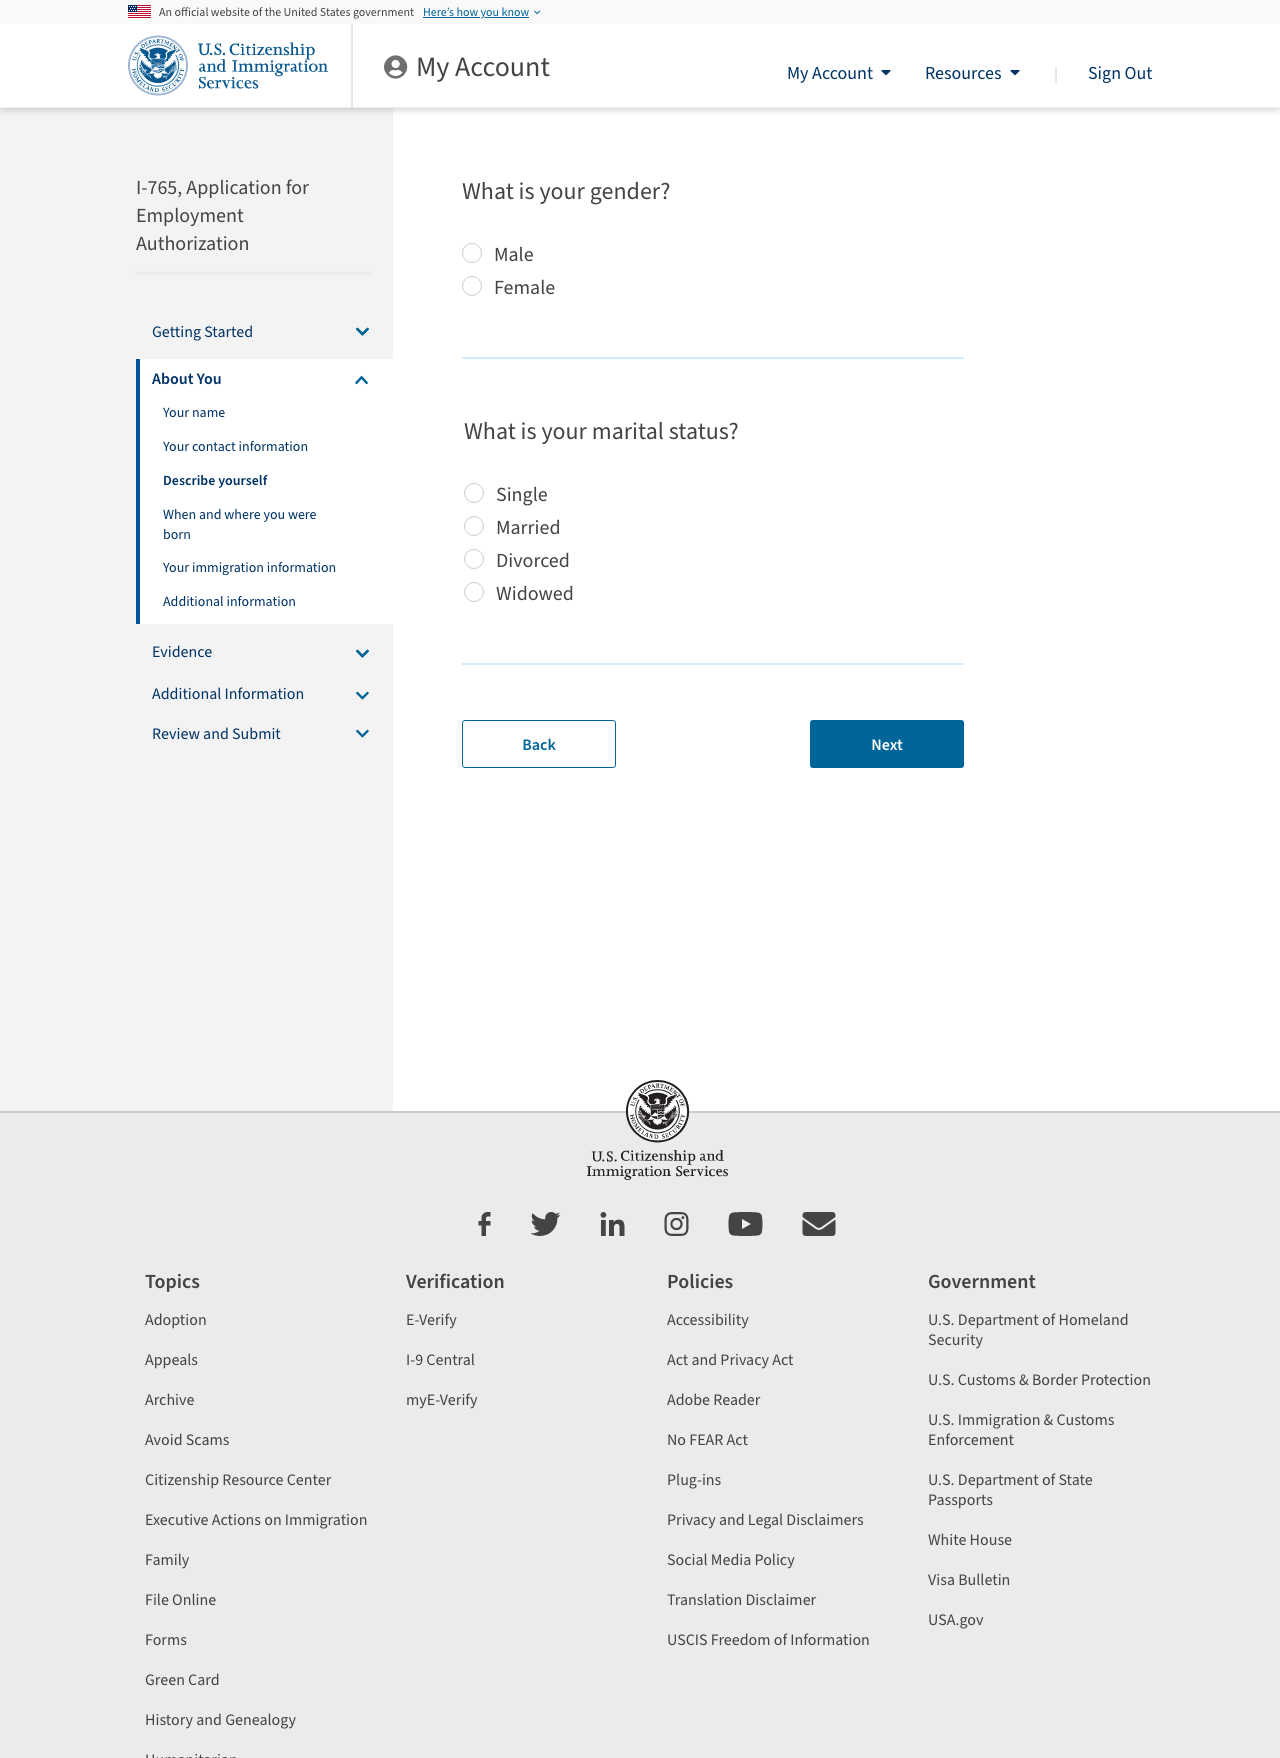 An official website of the United States government Here's how you know
U.S. Citizenship
and Immigration
Services
My Account
My Account
Resources
Sign Out
I-765, Application for
Employment
Authorization
Getting Started
About You
Your name
Your contact information
Describe yourself
When and where you were
born
Your immigration information
Additional information
Evidence
Additional Information
Review and Submit
What is your gender?
Male
Female
What is your marital status?
Single
Married
Divorced
Widowed
Back
Next
U.S. Citizenship and
Immigration Services
Topics
Adoption
Appeals
Archive
Avoid Scams
Citizenship Resource Center
Executive Actions on Immigration
Family
File Online
Forms
Green Card
History and Genealogy
Verification
E-Verify
I-9 Central
myE-Verify
Policies
Accessibility
Act and Privacy Act
Adobe Reader
No FEAR Act
Plug-ins
Privacy and Legal Disclaimers
Social Media Policy
Translation Disclaimer
USCIS Freedom of Information
Government
U.S. Department of Homeland
Security
U.S. Customs & Border Protection
U.S. Immigration & Customs
Enforcement
U.S. Department of State
Passports
White House
Visa Bulletin
USA.gov